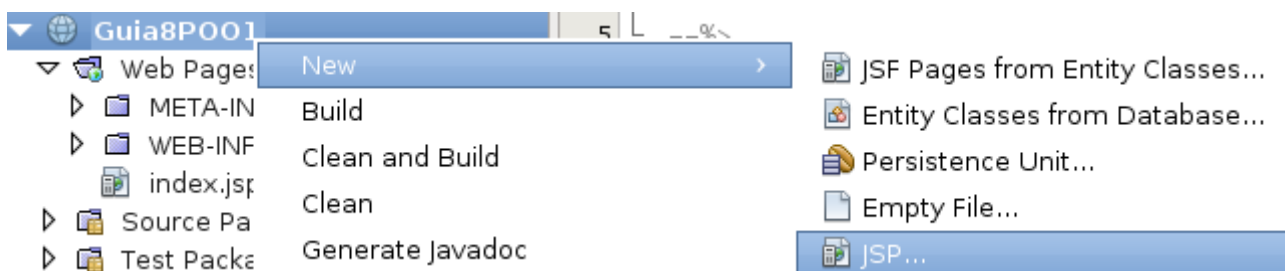 Guia8POO1
5
--%>
Web Pages
META-IN
WEB-INF
index.jsp
Source Pa
Test Packa
New
Build
Clean and Build
Clean
Generate Javadoc
JSF Pages from Entity Classes...
Entity Classes from Database...
Persistence Unit...
Empty File...
JSP...